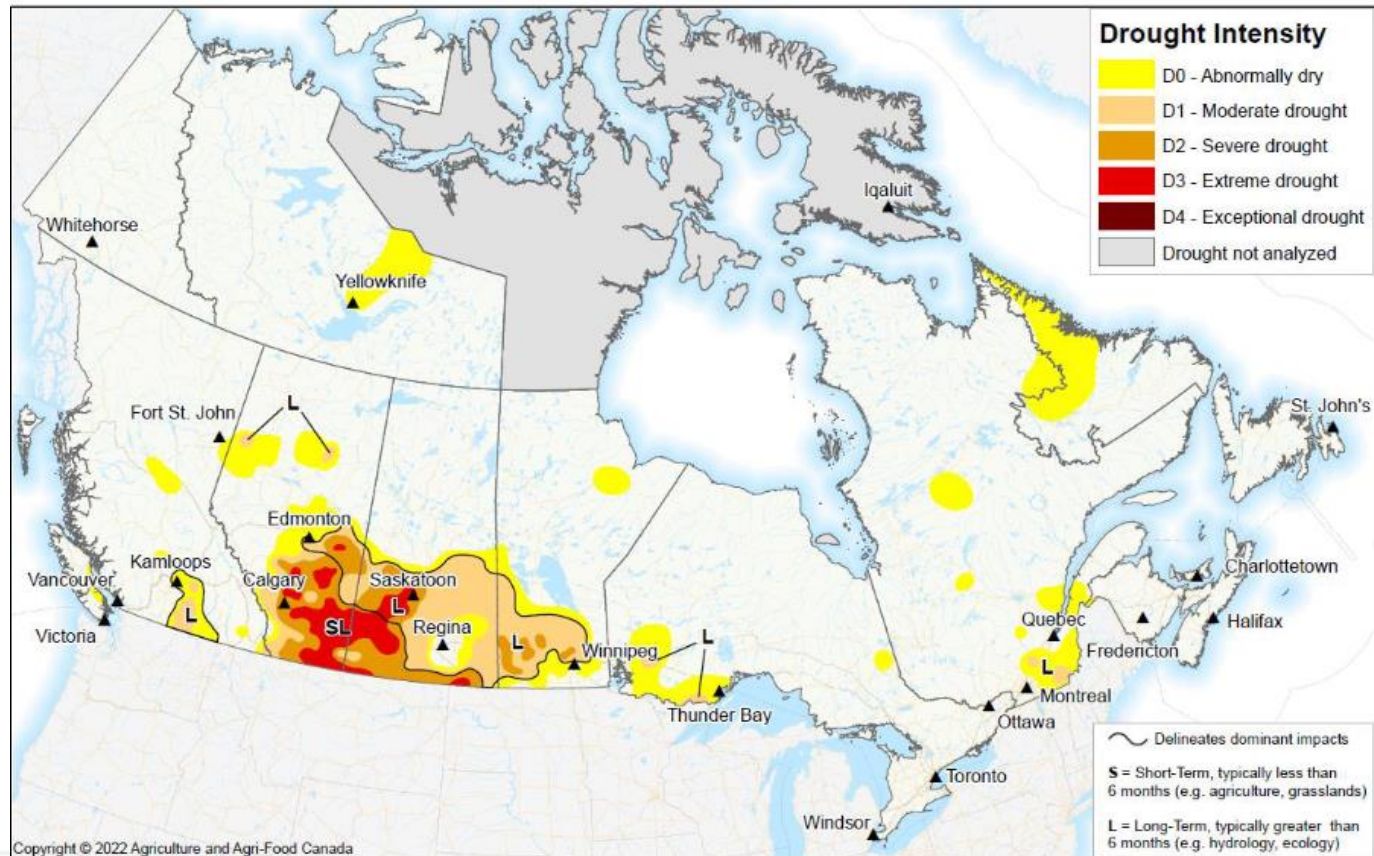 Drought Intensity
D0 - Abnormally dry
D1 - Moderate drought
D2 - Severe drought
D3 - Extreme drought
D4 - Exceptional drought
Drought not analyzed
Iqaluit
Whitehorse
Yellowknife
Fort St. John
L
St. John's
Edmonton
Kamloops
Vancouver
Calgary
Saskatoon
L
Charlottetown
L
Victoria
SL
Regina
L
Winnipeg
L
Quebec
Halifax
Fredericton
L
Montreal
Thunder Bay
Ottawa
Toronto
Windsor
Delineates dominant impacts
S = Short-Term, typically less than
6 months (e.g. agriculture, grasslands)
L = Long-Term, typically greater than
6 months (e.g. hydrology, ecology)
Copyright © 2022 Agriculture and Agri-Food Canada